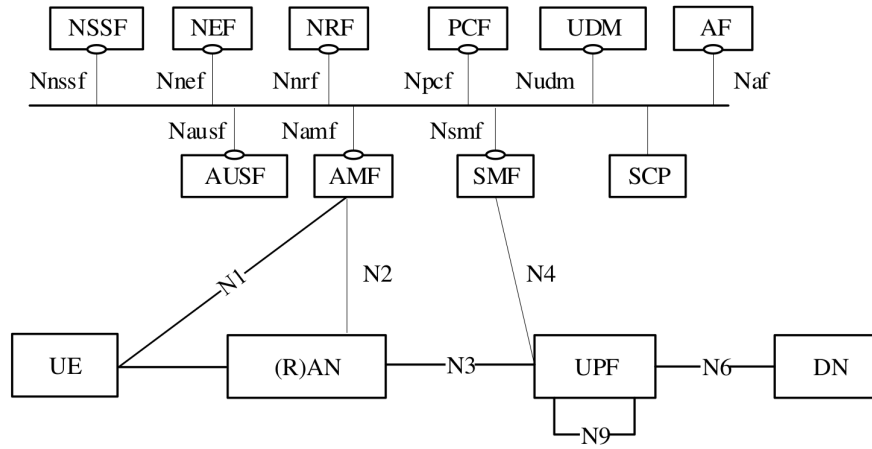 NSSF NEF NRF PCF UDM AF
Nnssf Nnef Nnrf Npcf Nudm Naf
Nausf Namf Nsmf
AUSF AMF SMF SCP
N1 N2 N4
UE (R)AN N3 UPF N6 DN
N9